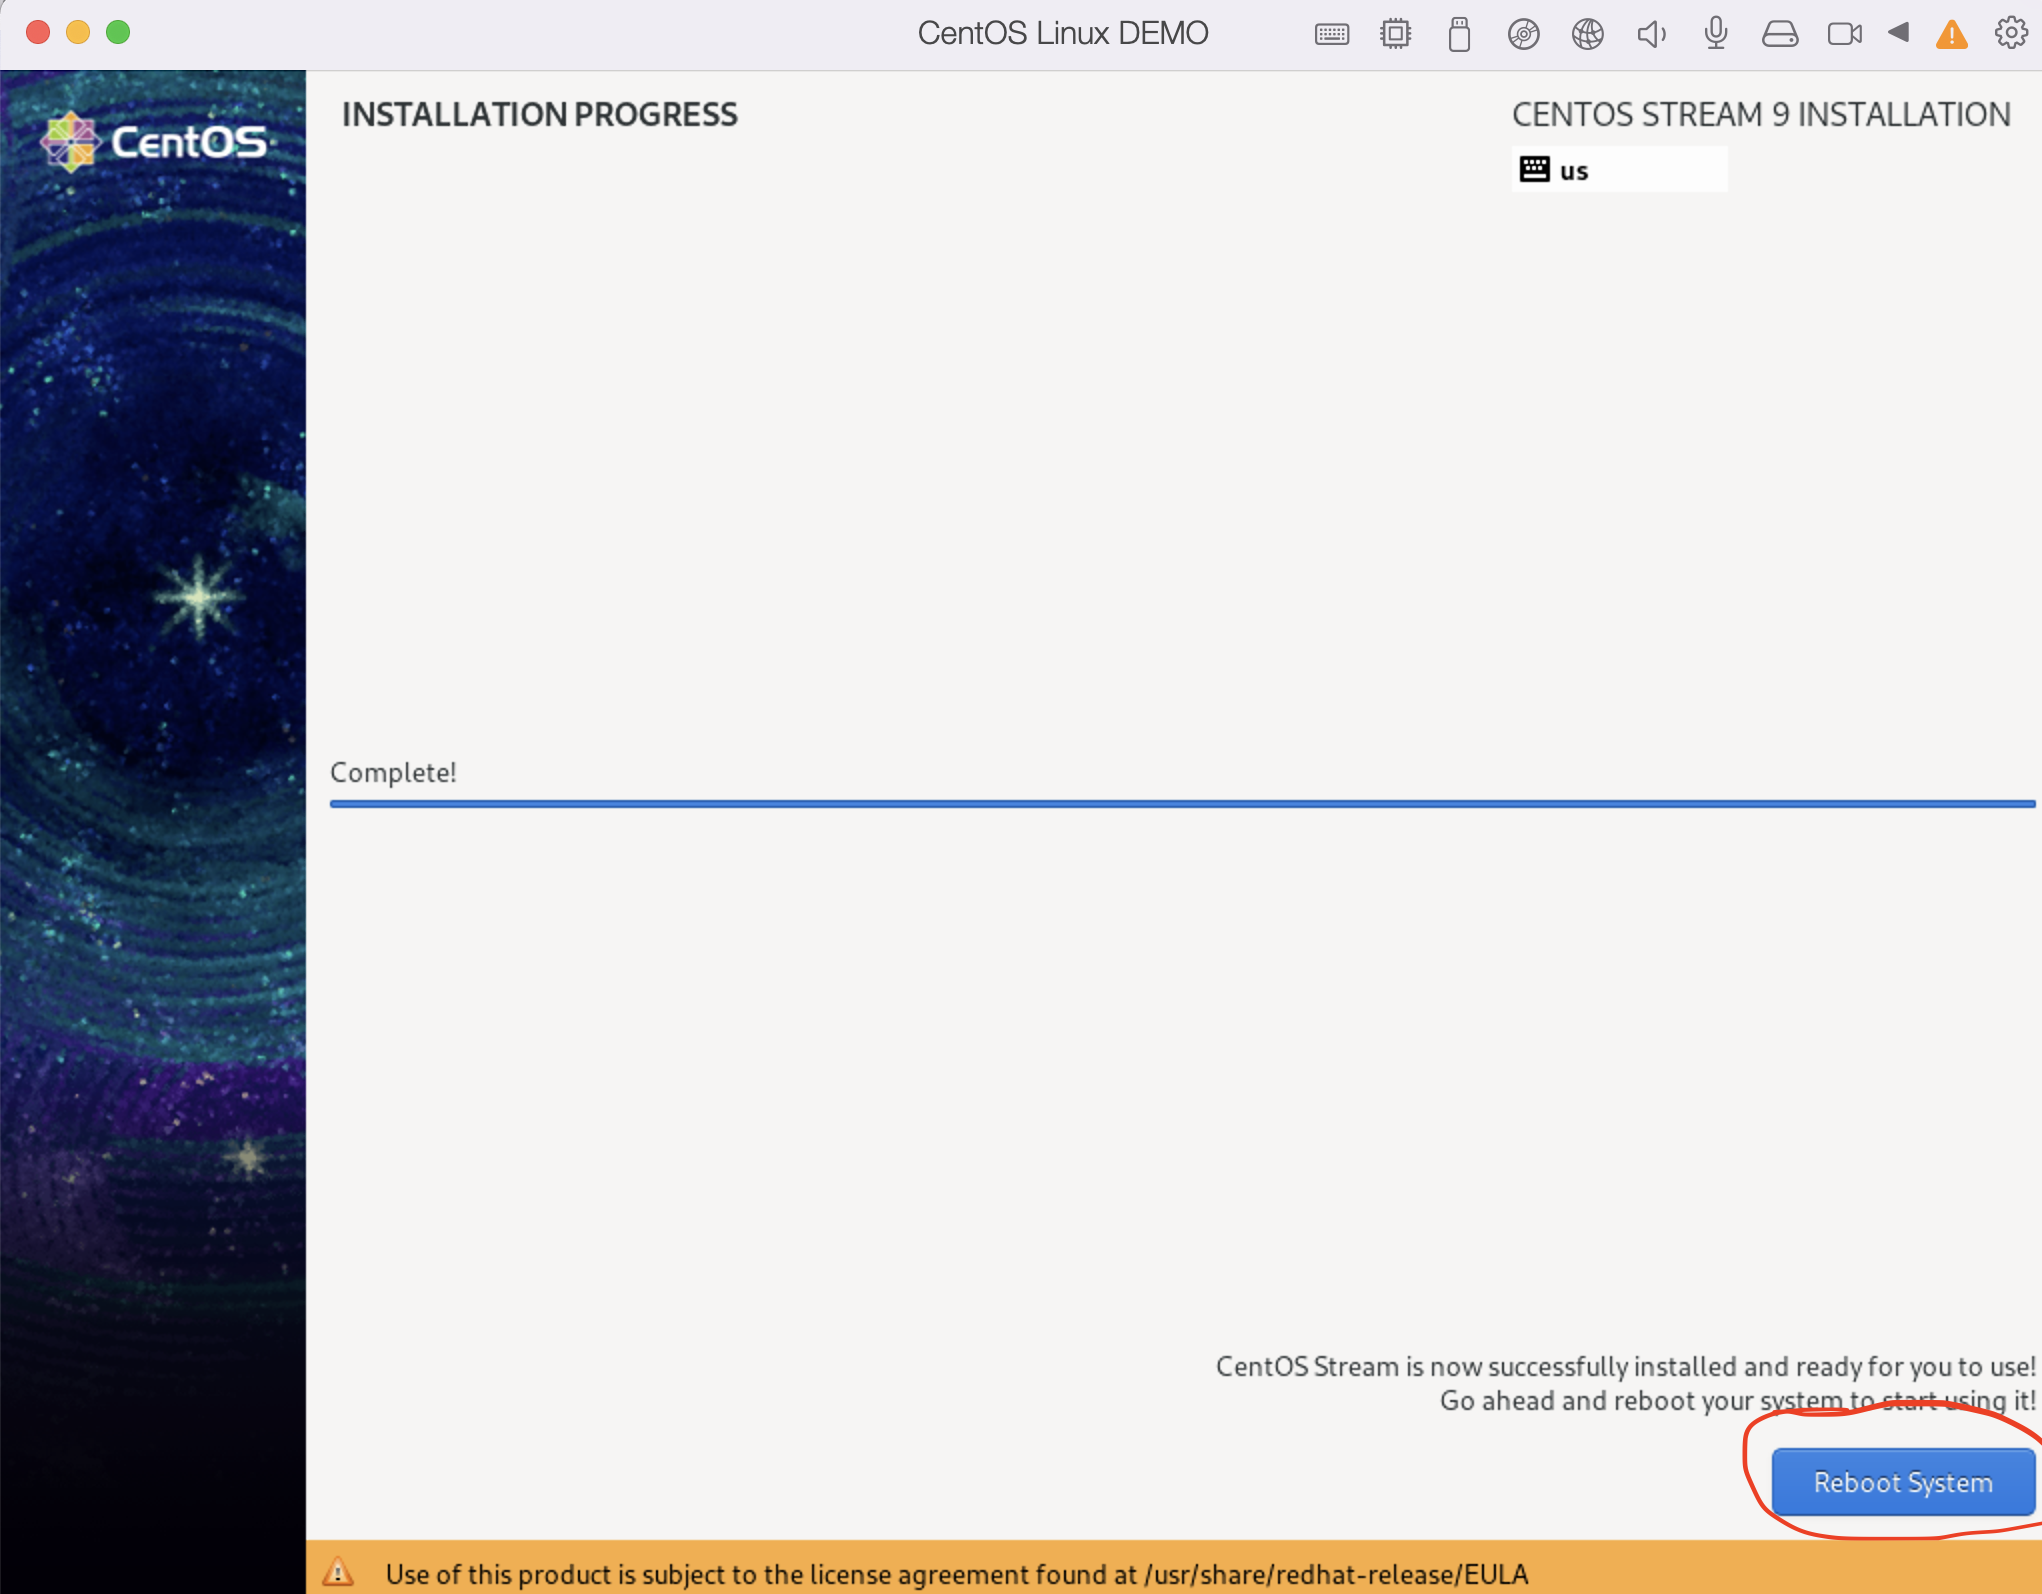 CentOS Linux DEMO
CentOS
INSTALLATION PROGRESS
CENTOS STREAM 9 INSTALLATION
us
Complete!
CentOS Stream is now successfully installed and ready for you to use!
Go ahead and reboot your system to start using it!
Reboot System
Use of this product is subject to the license agreement found at /usr/share/redhat-release/EULA